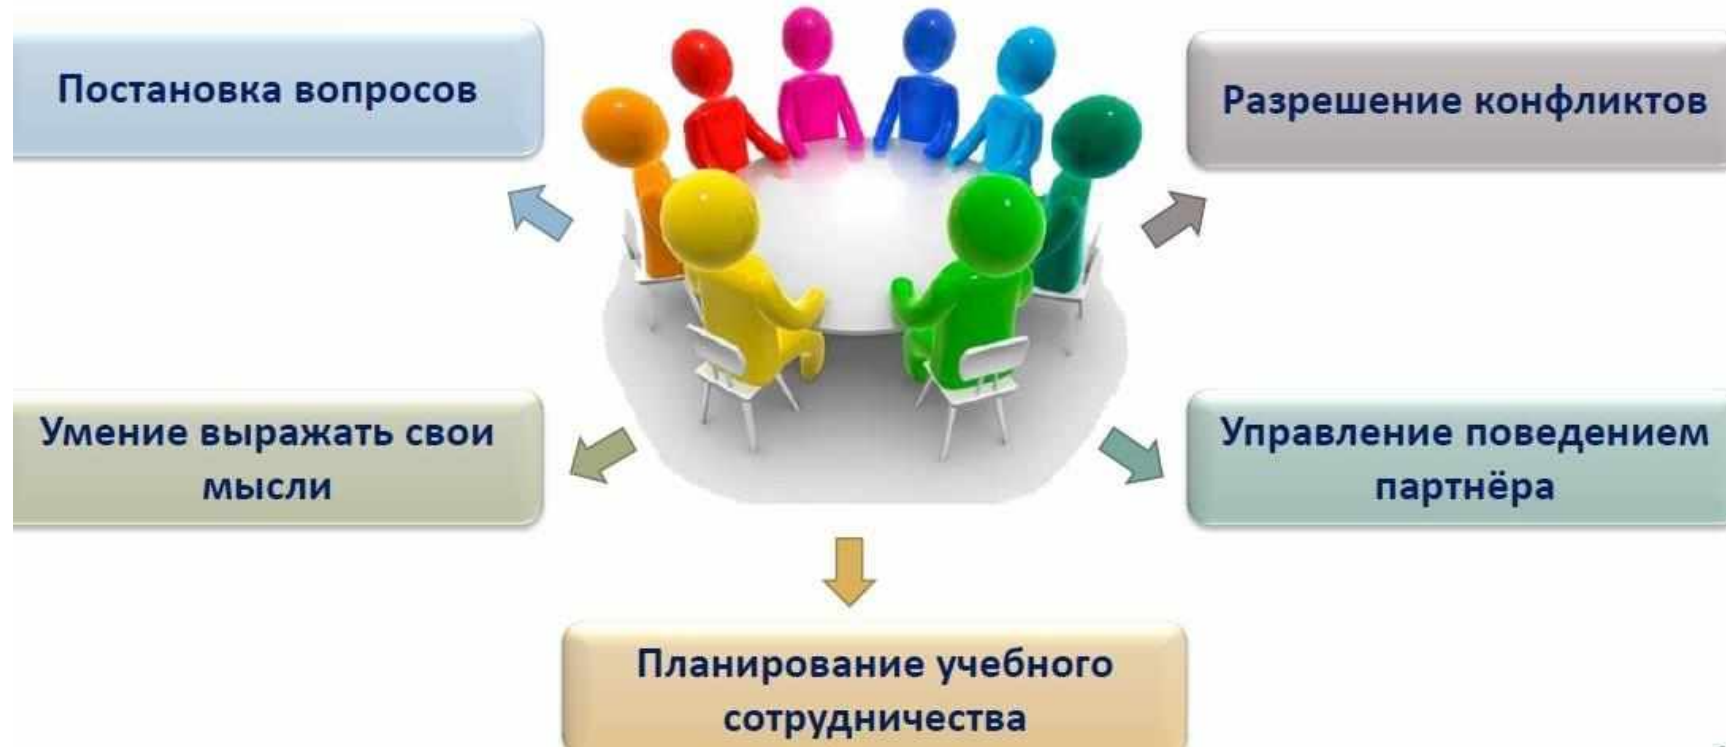 Постановка вопросов
Разрешение конфликтов
Умение выражать свои
мысли
Управление поведением
партнёра
Планирование учебного
сотрудничества